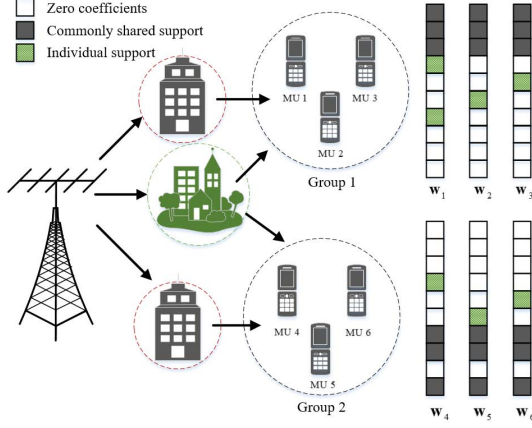 Zero coefficients
Commonly shared support
Individual support
MU 1
MU 3
MU 2
Group 1
w1
w2
w3
MU 4
MU 6
MU 5
Group 2
w4
w5